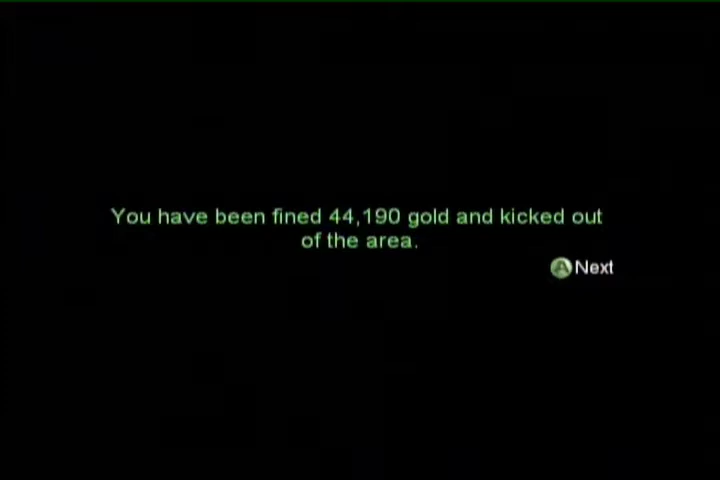 You have been fined 44,190 gold and kicked out
of the area.
A Next